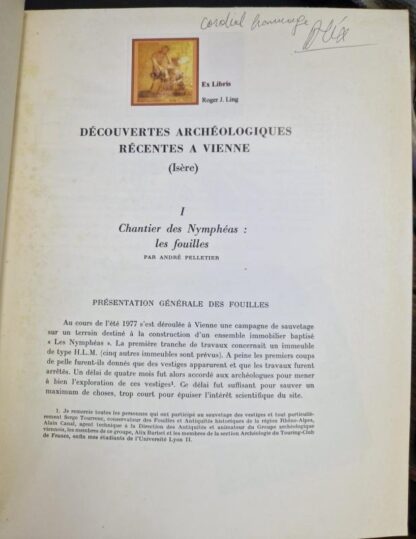 cordial hommage
Alix
Ex Libris
Roger J. Ling
DÉCOUVERTES ARCHÉOLOGIQUES
RÉCENTES A VIENNE
(Isère)
I
Chantier des Nymphéas :
les fouilles
PAR ANDRÉ PELLETIER
PRÉSENTATION GÉNÉRALE DES FOUILLES
Au cours de l'été 1977 s'est déroulée à Vienne une campagne de sauvetage
sur un terrain destiné à la construction d'un ensemble immobilier baptisé
« Les Nymphéas ». La première tranche de travaux concernait un immeuble
de type H.L.M. (cinq autres immeubles sont prévus). A peine les premiers coups
de pelle furent-ils donnés que des vestiges apparurent et que les travaux furent
arrêtés. Un délai de quatre mois fut alors accordé aux archéologues pour mener
à bien l'exploration de ces vestiges¹. Ce délai fut suffisant pour sauver un
maximum de choses, trop court pour épuiser l'intérêt scientifique du site.
1. Je remercie toutes les personnes qui ont participé au sauvetage des vestiges et tout particuliè-
rement Serge Tourrenc, conservateur des Fouilles et Antiquités historiques de la région Rhône-Alpes,
Alain Canal, agent technique à la Direction des Antiquités et animateur du Groupe archéologique
viennois, les membres de ce groupe, Alix Barbet et les membres de la section Archéologie du Touring-Club
de France, enfin mes étudiants de l'Université Lyon II.